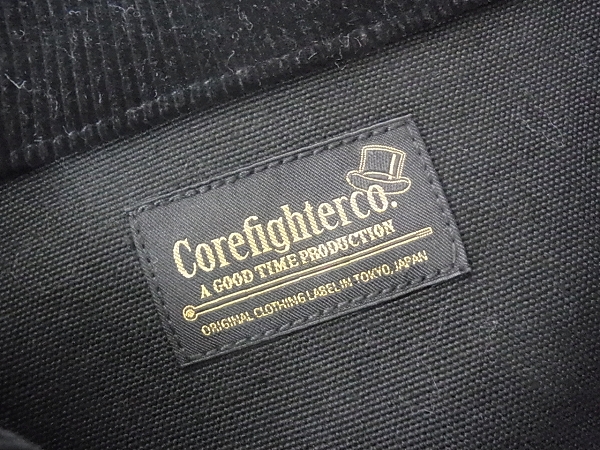 Corefighterco.
A GOOD TIME PRODUCTION
ORIGINAL CLOTHING LABEL IN TOKYO, JAPAN